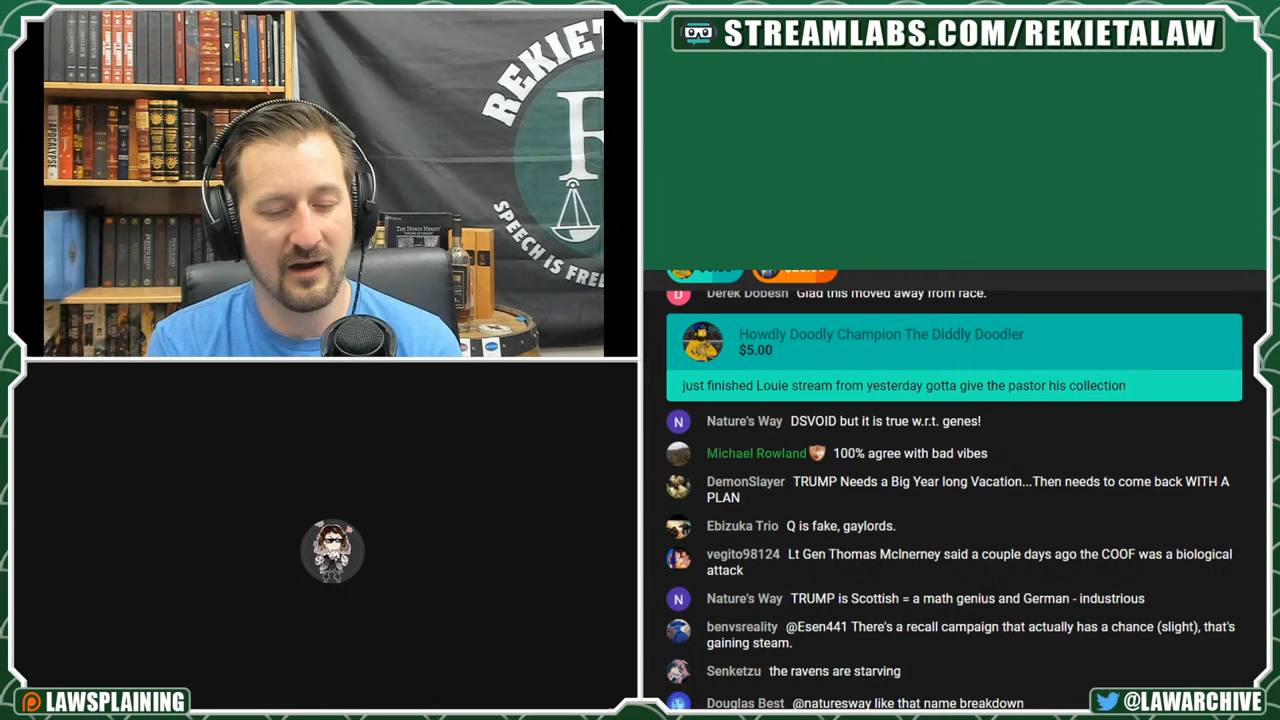 STREAMLABS.COM/REKIETALAW
REKIETA
R
SPEECH IS FREE
APOCALYPSE
THE HORUS HERESY
Derek Dobesh Glad this moved away from race.
Howdly Doodly Champion The Diddly Doodler
$5.00
just finished Louie stream from yesterday gotta give the pastor his collection
N Nature's Way DSVOID but it is true w.r.t. genes!
Michael Rowland 100% agree with bad vibes
DemonSlayer TRUMP Needs a Big Year long Vacation...Then needs to come back WITH A
PLAN
Ebizuka Trio Q is fake, gaylords.
vegito98124 Lt Gen Thomas McInerney said a couple days ago the COOF was a biological
attack
N Nature's Way TRUMP is Scottish = a math genius and German - industrious
benvsreality @Esen441 There's a recall campaign that actually has a chance (slight), that's
gaining steam.
Senketzu the ravens are starving
Douglas Best @naturesway like that name breakdown
LAWSPLAINING
@LAWARCHIVE